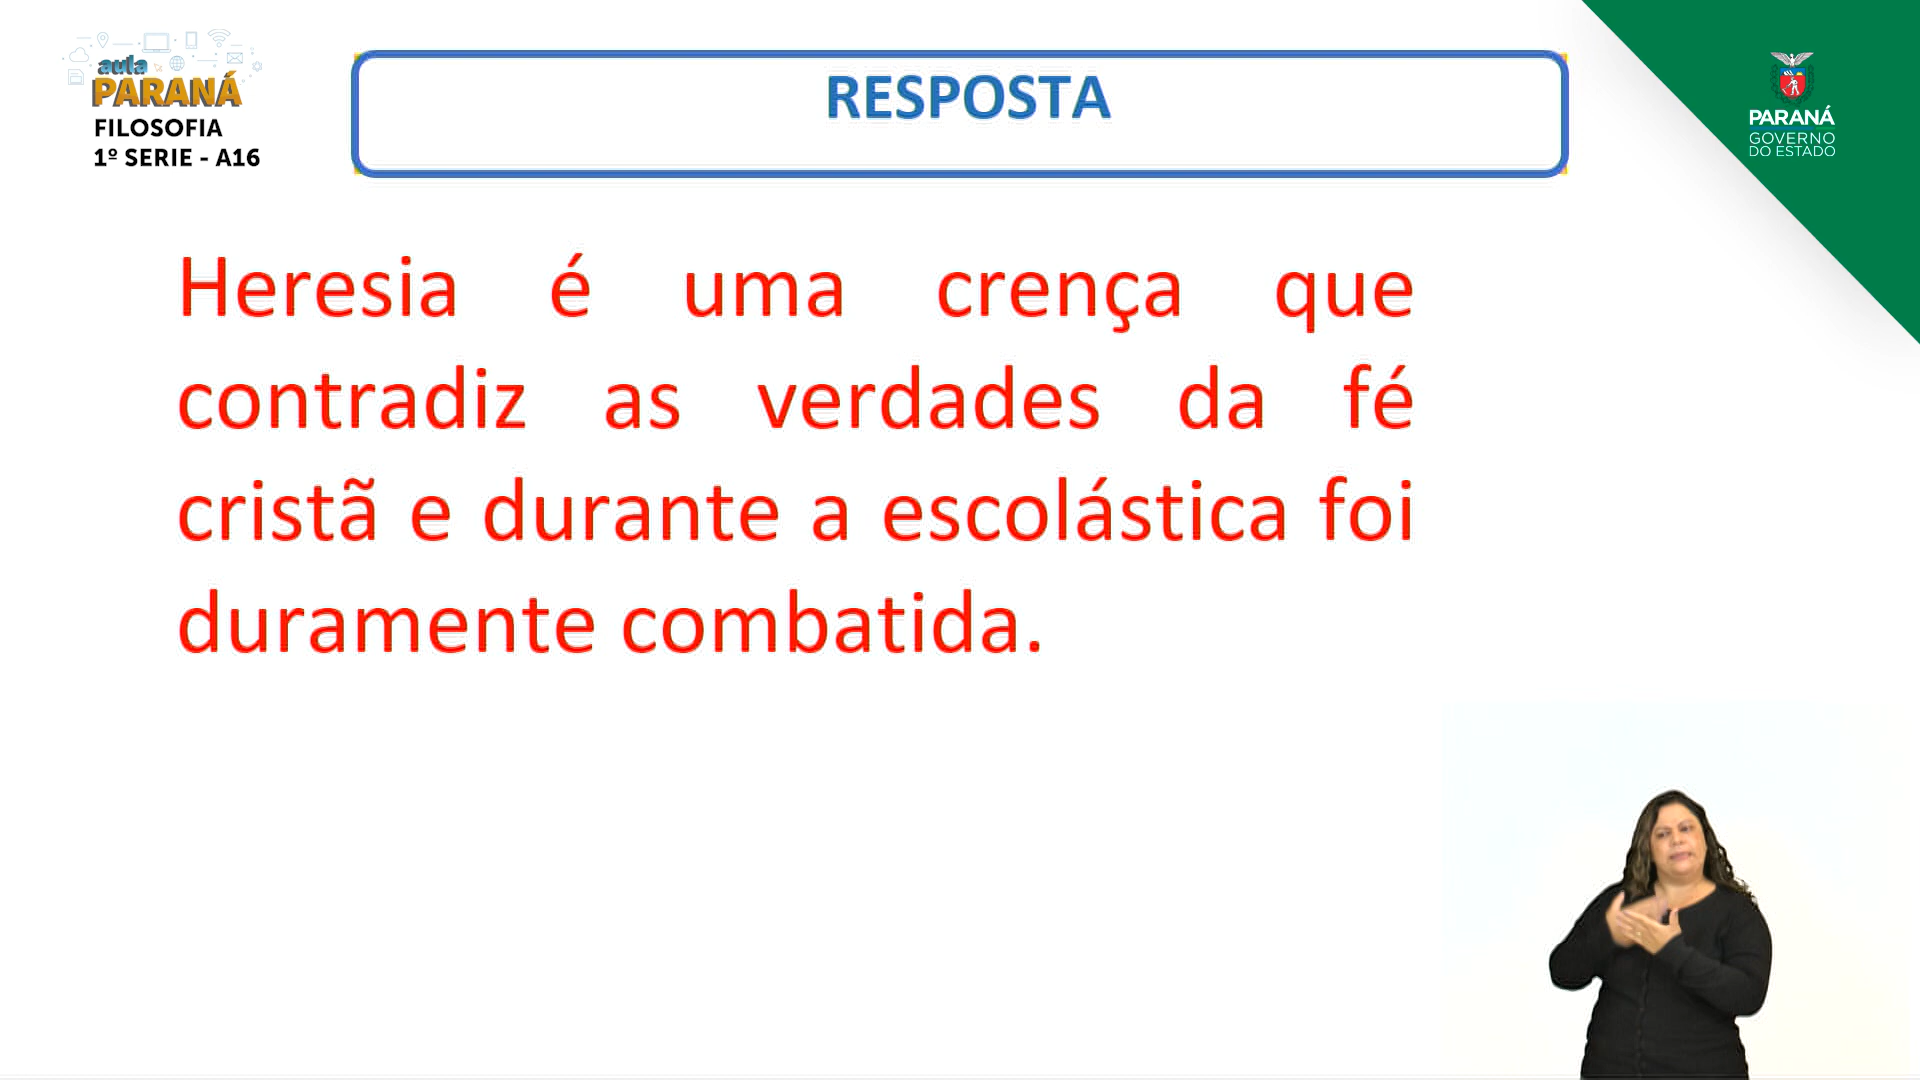 aula
PARANÁ
FILOSOFIA
1º SERIE - A16
RESPOSTA
PARANÁ
GOVERNO
DO ESTADO
Heresia é uma crença que
contradiz as verdades da fé
cristã e durante a escolástica foi
duramente combatida.